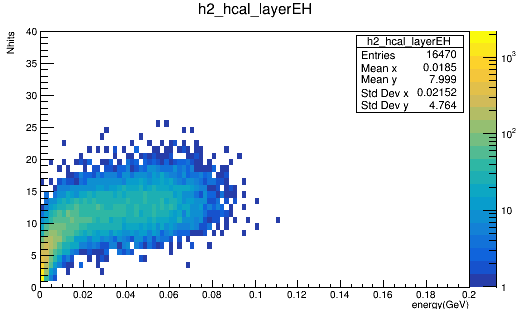 h2_hcal_layerEH
Nhits
h2_hcal_layerEH
Entries 16470
Mean x 0.0185
Mean y 7.999
Std Dev x 0.02152
Std Dev y 4.764
40
35
30
25
20
15
10
5
0
0 0.02 0.04 0.06 0.08 0.1 0.12 0.14 0.16 0.18 0.2
energy(GeV)
10³
10²
10
1